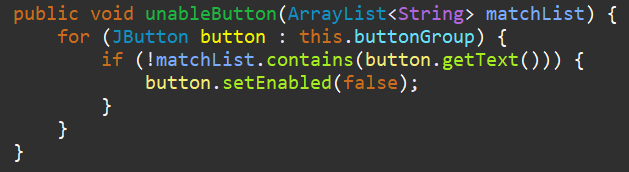 public void unableButton(ArrayList<String> matchList) {
    for (JButton button : this.buttonGroup) {
        if (!matchList.contains(button.getText())) {
            button.setEnabled(false);
        }
    }
}